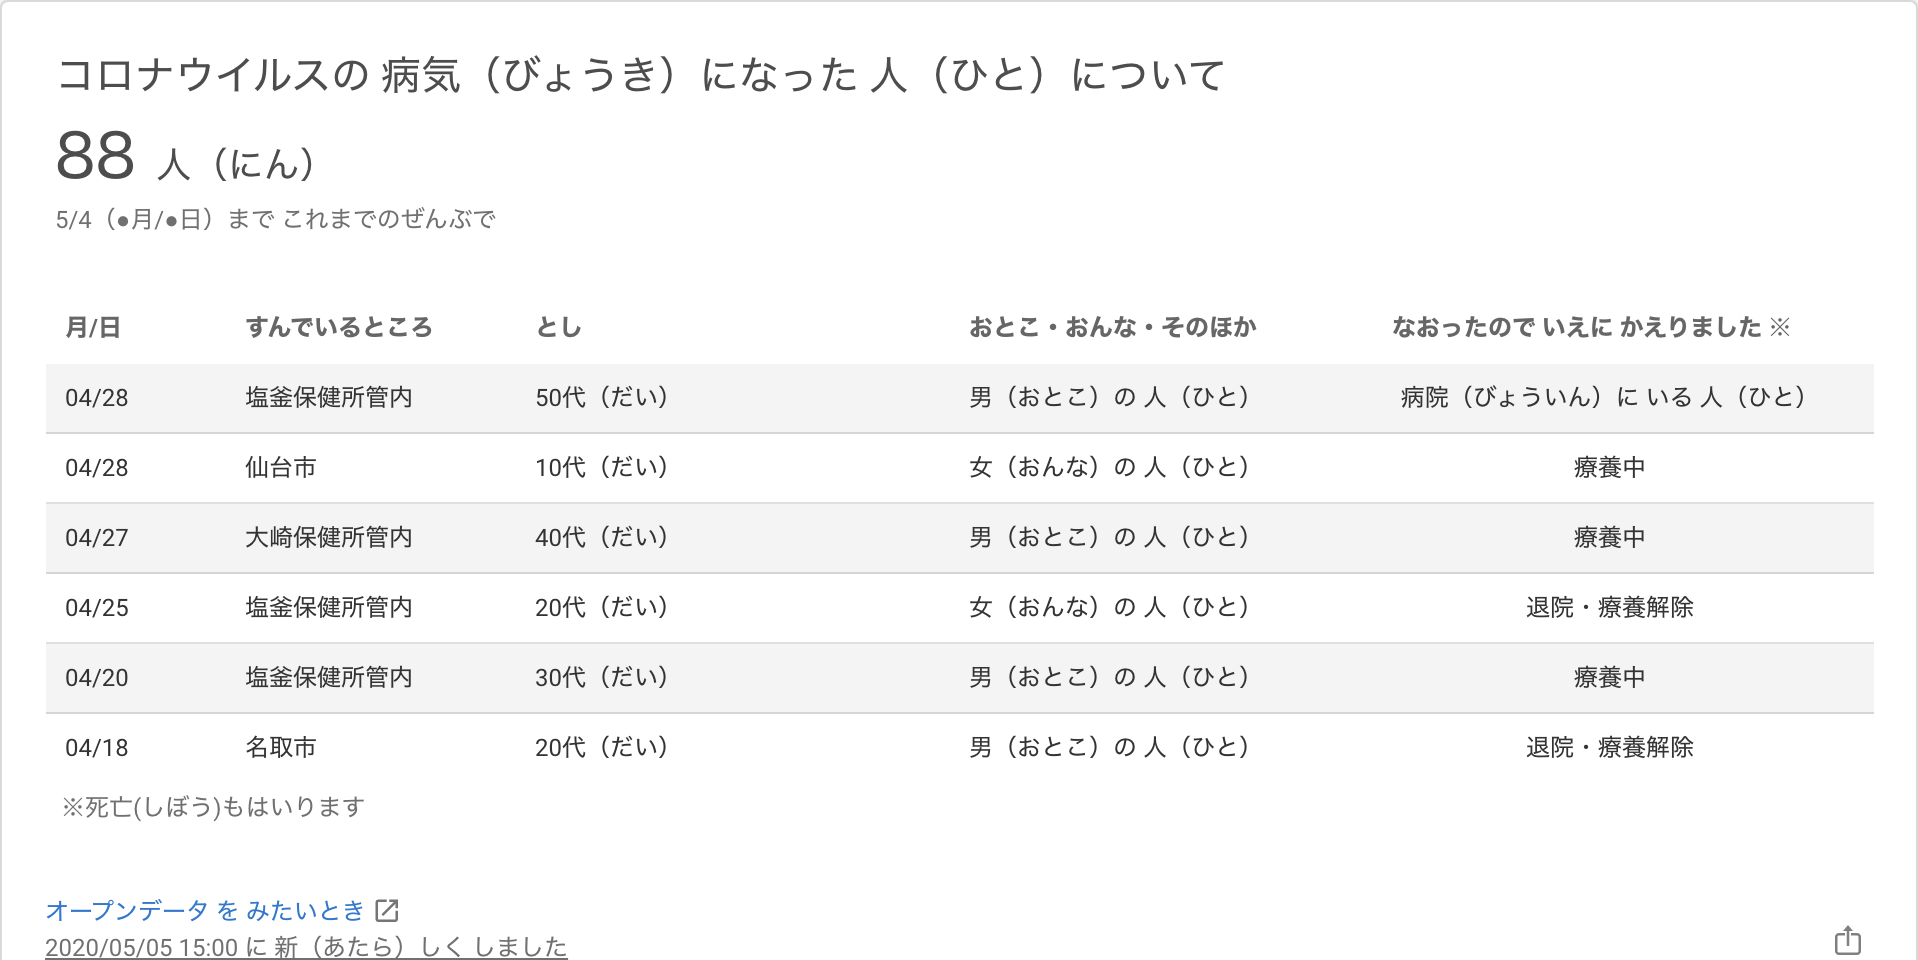 コロナウイルスの 病気（びょうき）になった 人（ひと）について
88 人（にん）
5/4（●月/●日）まで これまでのぜんぶで
月/日 すんでいるところ とし おとこ・おんな・そのほか なおったので いえに かえりました ※
04/28 塩釜保健所管内 50代（だい） 男（おとこ）の 人（ひと） 病院（びょういん）に いる 人（ひと）
04/28 仙台市 10代（だい） 女（おんな）の 人（ひと） 療養中
04/27 大崎保健所管内 40代（だい） 男（おとこ）の 人（ひと） 療養中
04/25 塩釜保健所管内 20代（だい） 女（おんな）の 人（ひと） 退院・療養解除
04/20 塩釜保健所管内 30代（だい） 男（おとこ）の 人（ひと） 療養中
04/18 名取市 20代（だい） 男（おとこ）の 人（ひと） 退院・療養解除
※死亡(しぼう)もはいります
オープンデータ を みたいとき
2020/05/05 15:00 に 新（あたら）しく しました